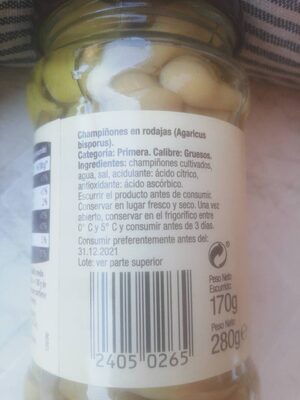 Champiñones en rodajas (Agaricus
bisporus).
Categoría: Primera. Calibre: Gruesos.
Ingredientes: champiñones cultivados,
agua, sal, acidulante: ácido cítrico,
antioxidante: ácido ascórbico.
Escurrir el producto antes de consumir.
Conservar en lugar fresco y seco. Una vez
abierto, conservar en el frigorífico entre
0° C y 5° C y consumir antes de 3 días.
Consumir preferentemente antes del:
31.12.2021
Lote: ver parte superior
Peso Neto
Escurrido:
170g
Peso Neto:
280g e
2405 0265